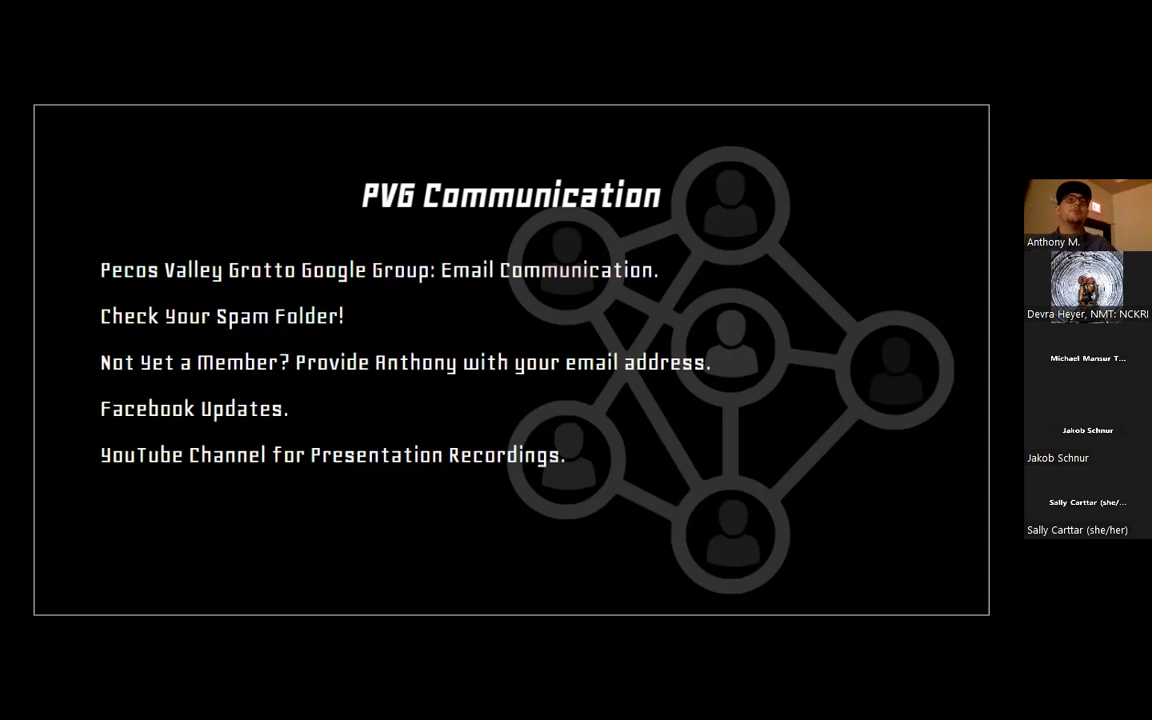 PVG Communication
Pecos Valley Grotto Google Group: Email Communication.
Check Your Spam Folder!
Not Yet a Member? Provide Anthony with your email address.
Facebook Updates.
YouTube Channel for Presentation Recordings.
Anthony M.
Devra Heyer, NMT: NCKRI
Michael Mansur T...
Jakob Schnur
Jakob Schnur
Sally Carttar (she/...
Sally Carttar (she/her)